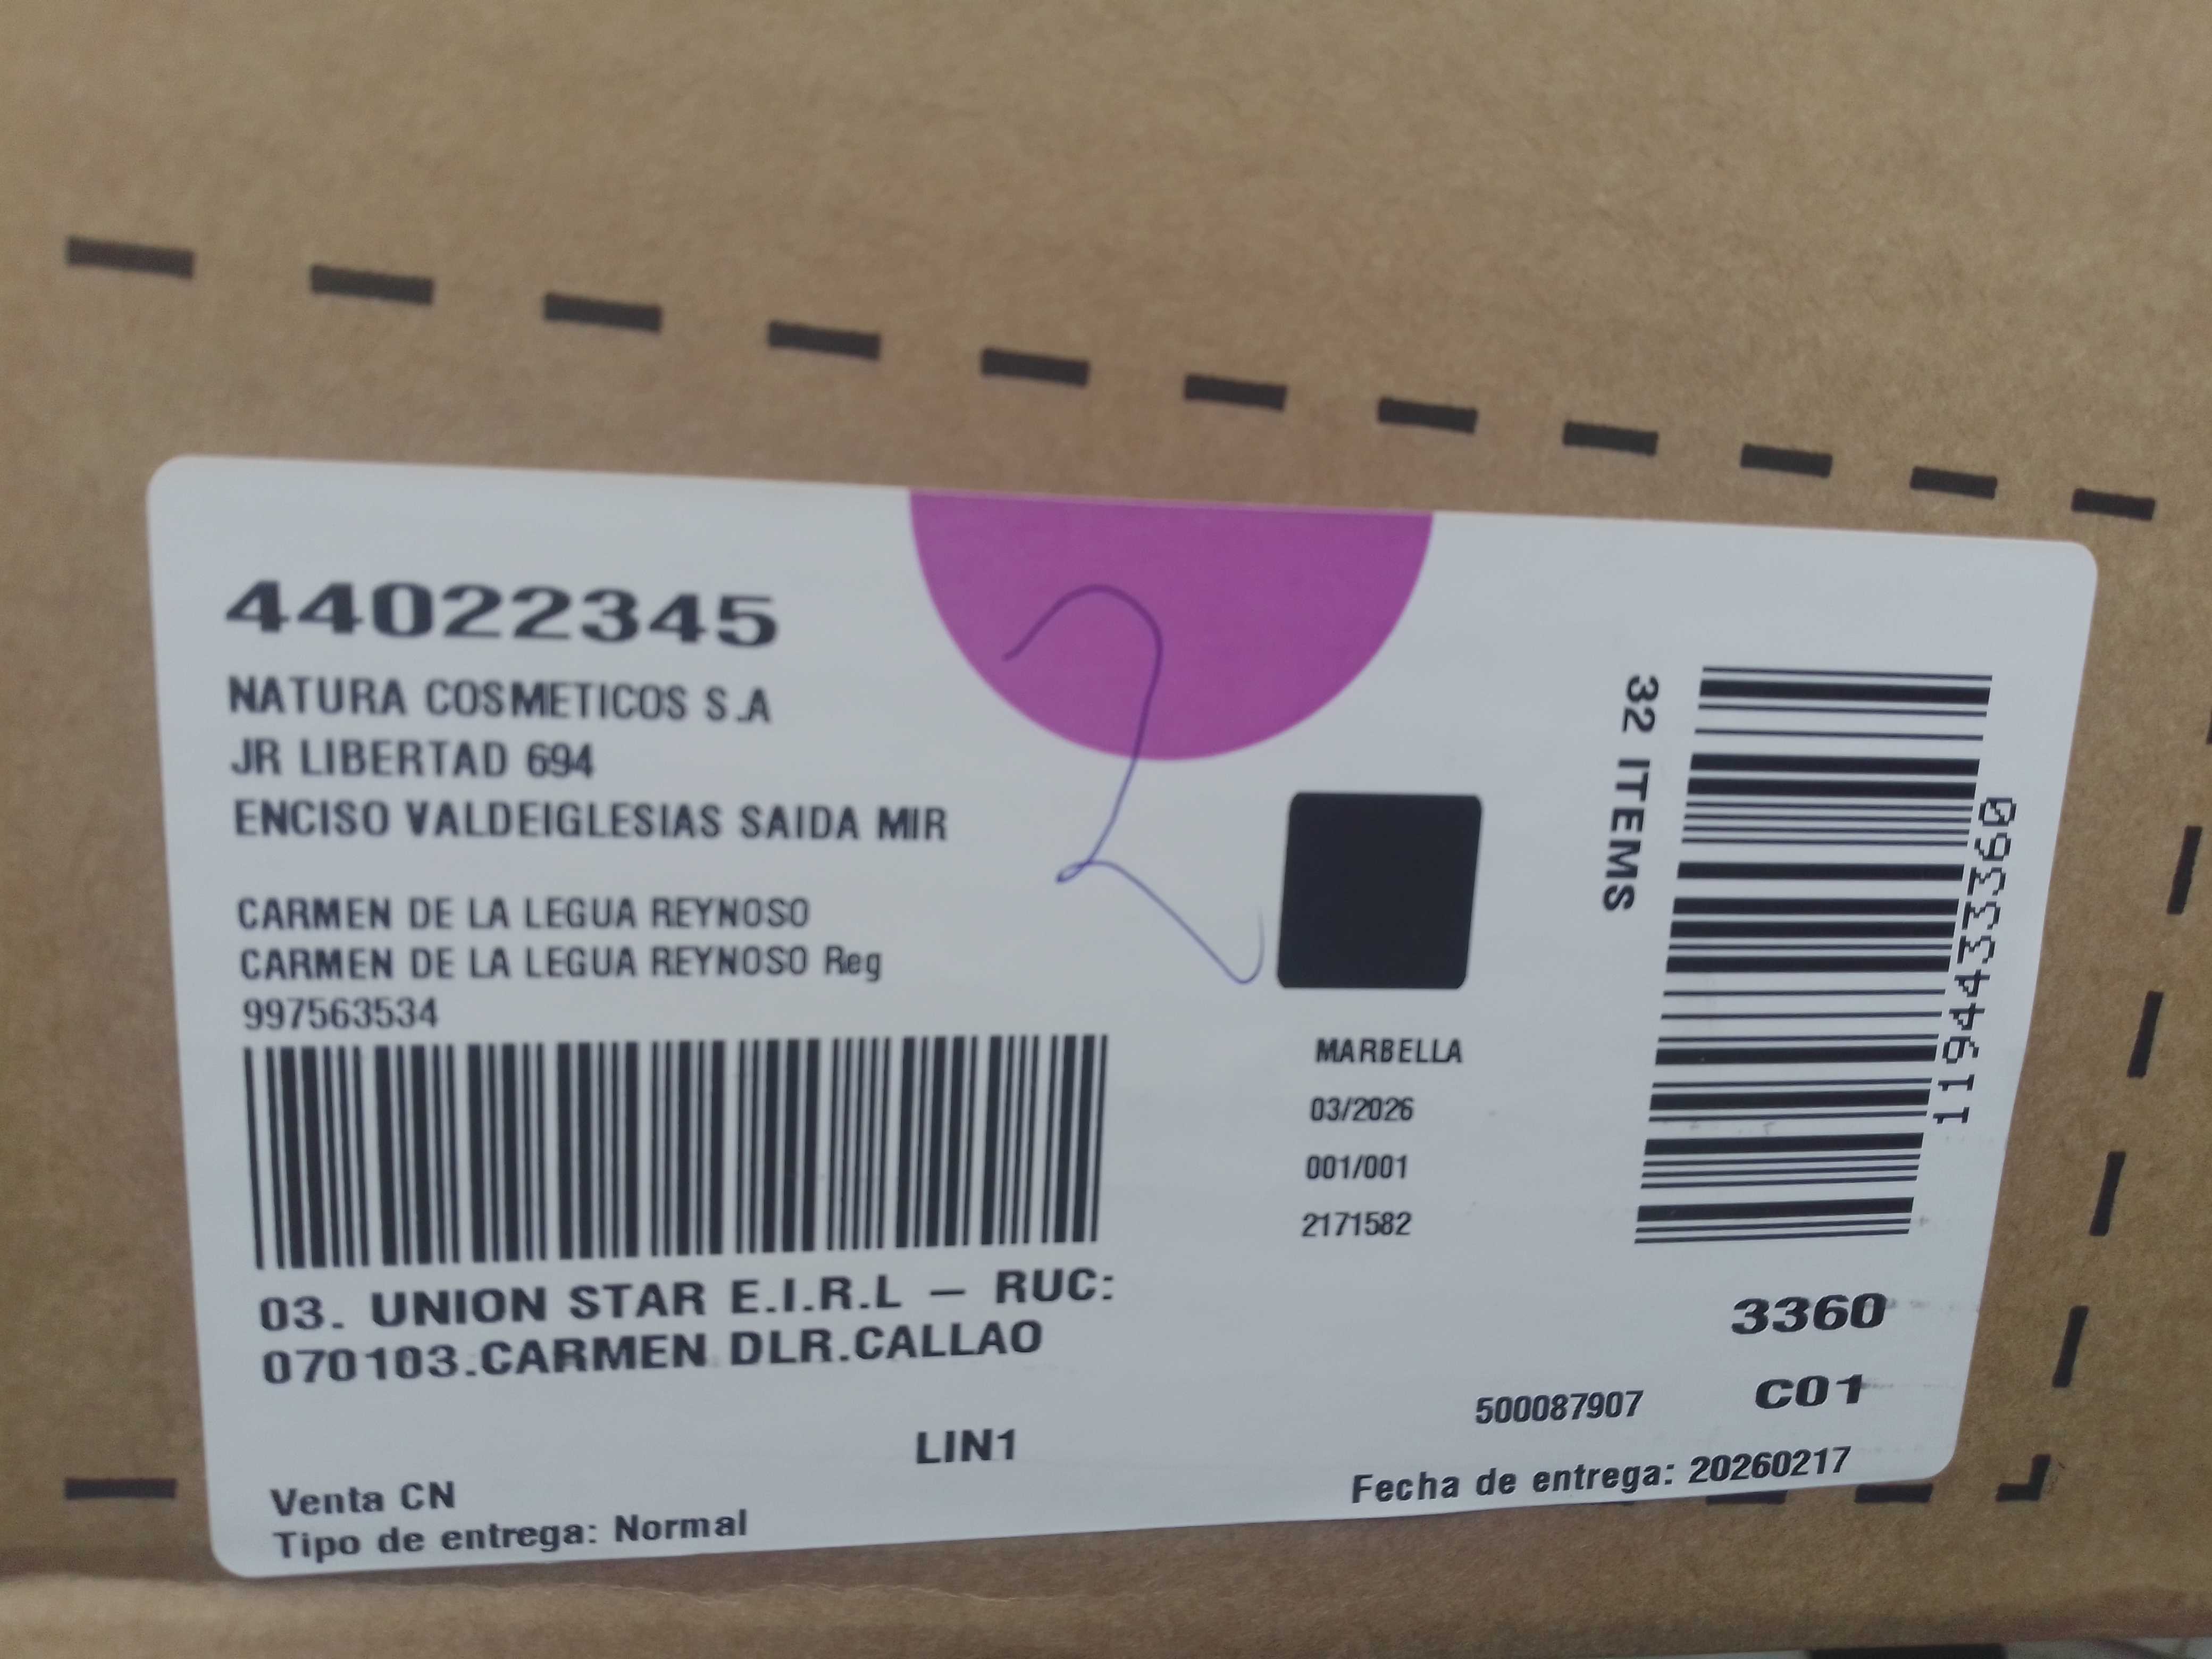 44022345
NATURA COSMETICOS S.A
JR LIBERTAD 694
ENCISO VALDEIGLESIAS SAIDA MIR
CARMEN DE LA LEGUA REYNOSO
CARMEN DE LA LEGUA REYNOSO Reg
997563534
03. UNION STAR E.I.R.L – RUC:
070103.CARMEN DLR.CALLAO
LIN1
Venta CN
Tipo de entrega: Normal
2
MARBELLA
03/2026
001/001
2171582
32 ITEMS
1194433360
3360
500087907 C01
Fecha de entrega: 20260217